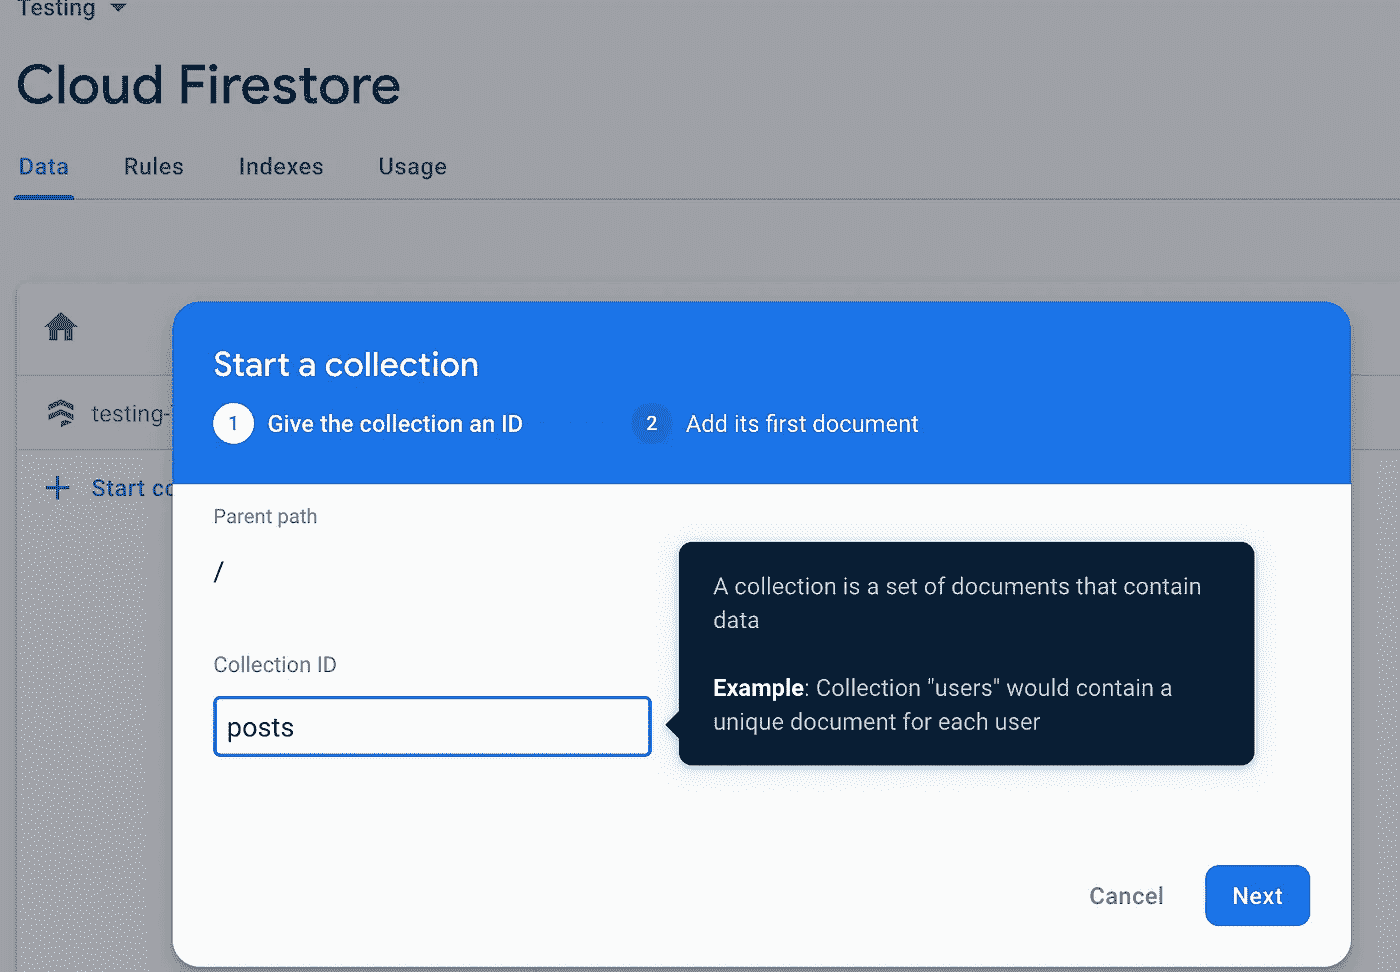 Testing
Cloud Firestore
Data Rules Indexes Usage
Start a collection
1 Give the collection an ID 2 Add its first document
testing-
Start co
Parent path
/
A collection is a set of documents that contain
data
Collection ID
Example: Collection "users" would contain a
posts
unique document for each user
Cancel Next